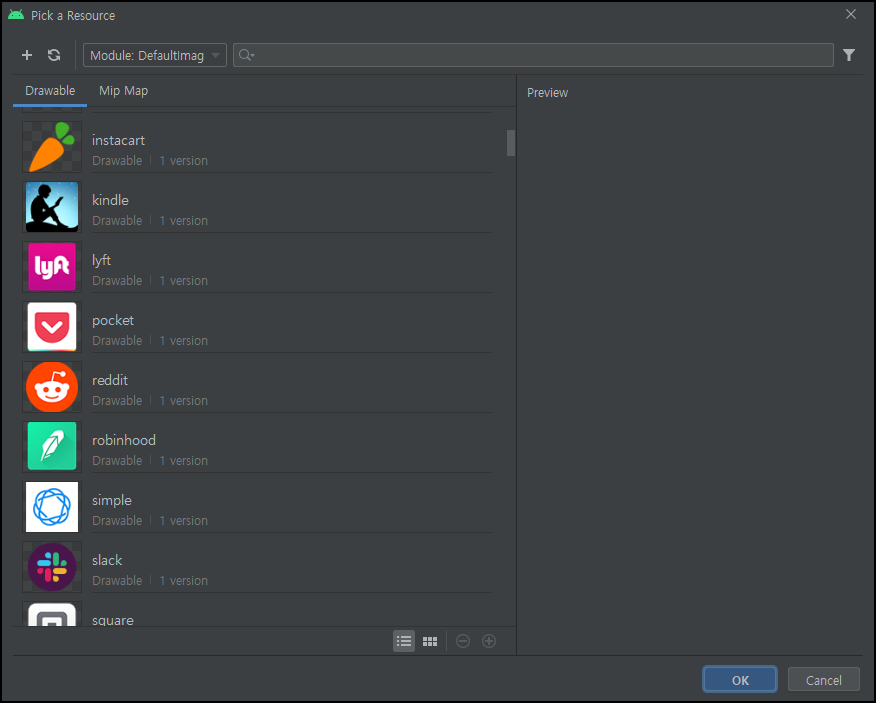 Pick a Resource
Module: DefaultImag
Drawable
Mip Map
Preview
instacart
Drawable | 1 version
kindle
Drawable | 1 version
lyft
lyft
Drawable | 1 version
pocket
Drawable | 1 version
reddit
Drawable | 1 version
robinhood
Drawable | 1 version
simple
Drawable | 1 version
slack
Drawable | 1 version
square
OK
Cancel